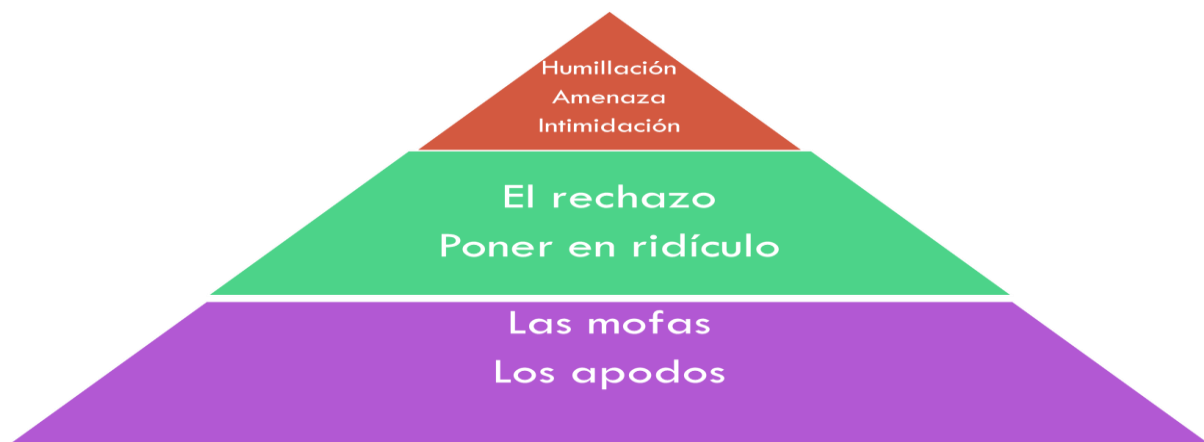 Humillación
Amenaza
Intimidación
El rechazo
Poner en ridículo
Las mofas
Los apodos